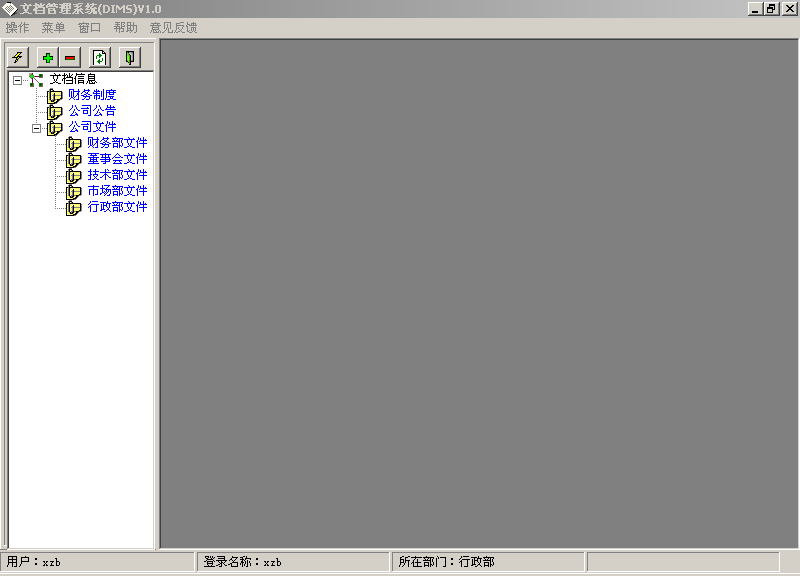 文档管理系统(DIMS)V1.0
操作 菜单 窗口 帮助 意见反馈
文档信息
财务制度
公司公告
公司文件
财务部文件
董事会文件
技术部文件
市场部文件
行政部文件
用户：xzb 登录名称：xzb 所在部门：行政部